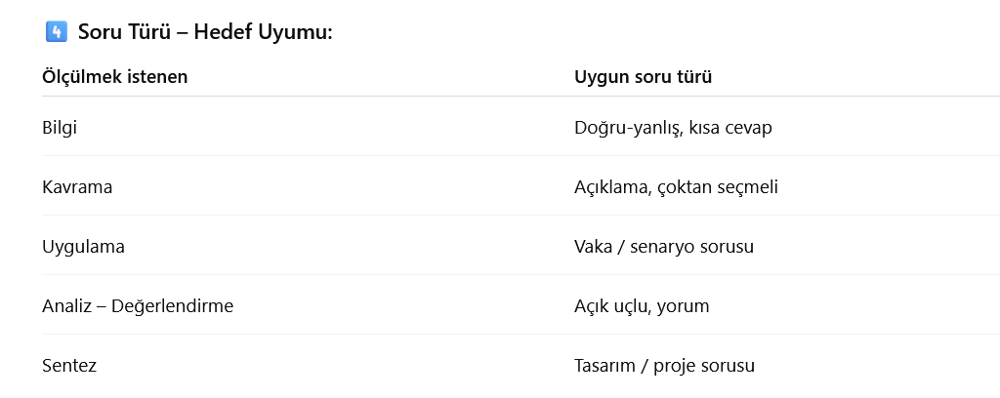 4 Soru Türü – Hedef Uyumu:
Ölçülmek istenen Uygun soru türü
Bilgi Doğru-yanlış, kısa cevap
Kavrama Açıklama, çoktan seçmeli
Uygulama Vaka / senaryo sorusu
Analiz – Değerlendirme Açık uçlu, yorum
Sentez Tasarım / proje sorusu